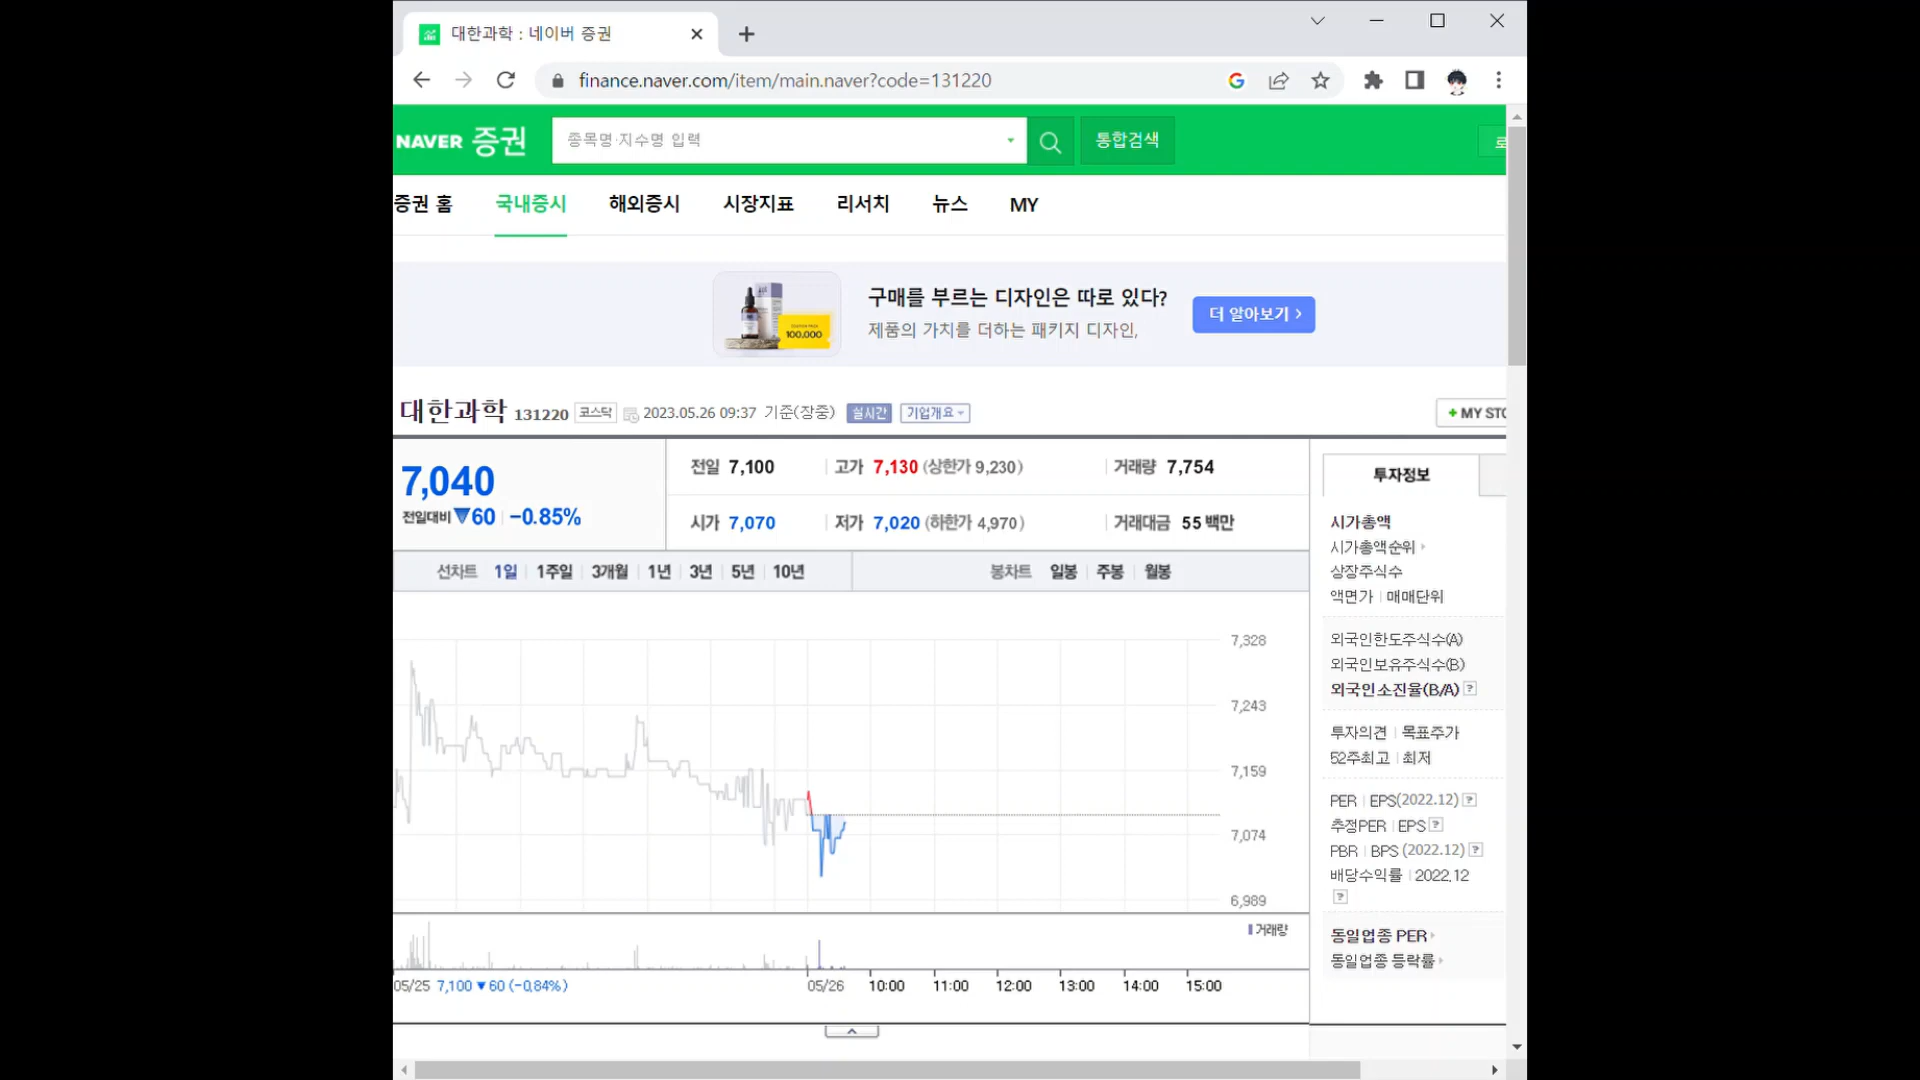 대한과학 : 네이버 증권
finance.naver.com/item/main.naver?code=131220
NAVER 증권
종목명·지수명 입력
통합검색
로
증권 홈 국내증시 해외증시 시장지표 리서치 뉴스 MY
100,000
구매를 부르는 디자인은 따로 있다?
제품의 가치를 더하는 패키지 디자인,
더 알아보기 >
대한과학 131220 코스닥 2023.05.26 09:37 기준(장중) 실시간 기업개요
+ MY STO
7,040
전일대비 ▼60 | -0.85%
전일 7,100 고가 7,130 (상한가 9,230) 거래량 7,754
시가 7,070 저가 7,020 (하한가 4,970) 거래대금 55 백만
선차트 1일 1주일 3개월 1년 3년 5년 10년
봉차트 일봉 주봉 월봉
7,328
7,243
7,159
7,074
6,989
거래량
05/25 7,100 ▼60 (-0.84%)
05/26 10:00 11:00 12:00 13:00 14:00 15:00
투자정보
시가총액
시가총액순위
상장주식수
액면가 | 매매단위
외국인한도주식수(A)
외국인보유주식수(B)
외국인소진율(B/A) ?
투자의견 | 목표주가
52주최고 | 최저
PER | EPS(2022.12) ?
추정PER | EPS ?
PBR | BPS (2022.12) ?
배당수익률 | 2022.12
?
동일업종 PER
동일업종 등락률